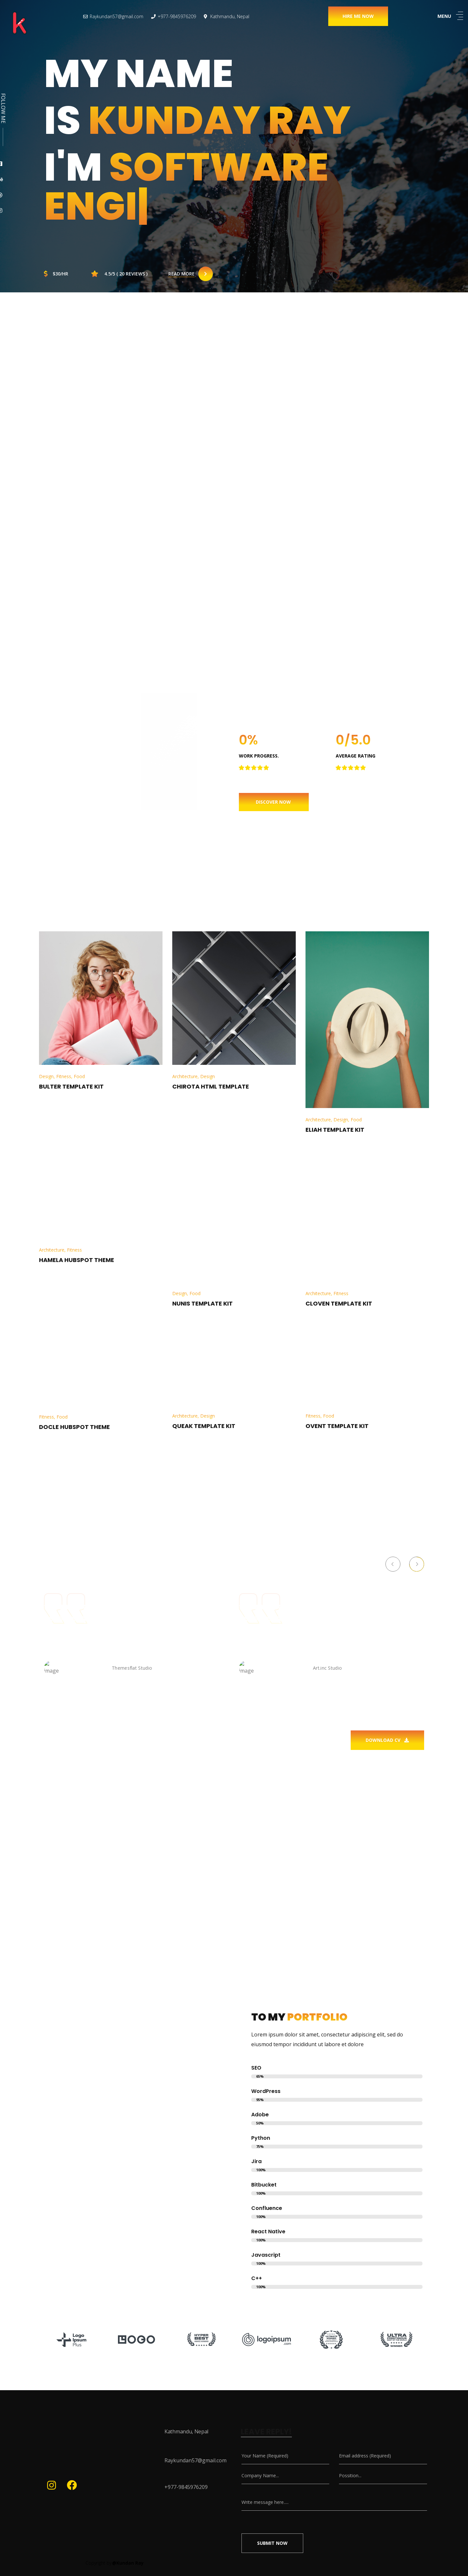 Raykundan57@gmail.com +977-9845976209 Kathmandu, Nepal
HIRE ME NOW
MENU
FOLLOW ME
MY NAME
IS KUNDAN RAY
I'M SOFTWARE
ENGI
$30/HR
4.5/5 ( 20 REVIEWS )
READ MORE
0%
WORK PROGRESS.
0/5.0
AVERAGE RATING
DISCOVER NOW
Design, Fitness, Food
BULTER TEMPLATE KIT
Architecture, Design
CHIROTA HTML TEMPLATE
Architecture, Design, Food
ELIAH TEMPLATE KIT
Architecture, Fitness
HAMELA HUBSPOT THEME
Design, Food
NUNIS TEMPLATE KIT
Architecture, Fitness
CLOVEN TEMPLATE KIT
Fitness, Food
DOCLE HUBSPOT THEME
Architecture, Design
QUEAK TEMPLATE KIT
Fitness, Food
OVENT TEMPLATE KIT
image
Themesflat Studio
image
Art.inc Studio.
DOWNLOAD CV
TO MY PORTFOLIO
Lorem ipsum dolor sit amet, consectetur adipiscing elit, sed do
eiusmod tempor incididunt ut labore et dolore
SEO
65%
WordPress
95%
Adobe
50%
Python
75%
Jira
100%
Bitbucket
100%
Confluence
100%
React Native
100%
Javascript
100%
C++
100%
Logo
Ipsum
Plus
LOGO
HYPER
BEST
logoipsum
.com
ULTRA
Kathmandu, Nepal
Raykundan57@gmail.com
+977-9845976209
Your Name (Required)
Email address (Required)
Company Name...
Possition...
Write message here.....
SUBMIT NOW